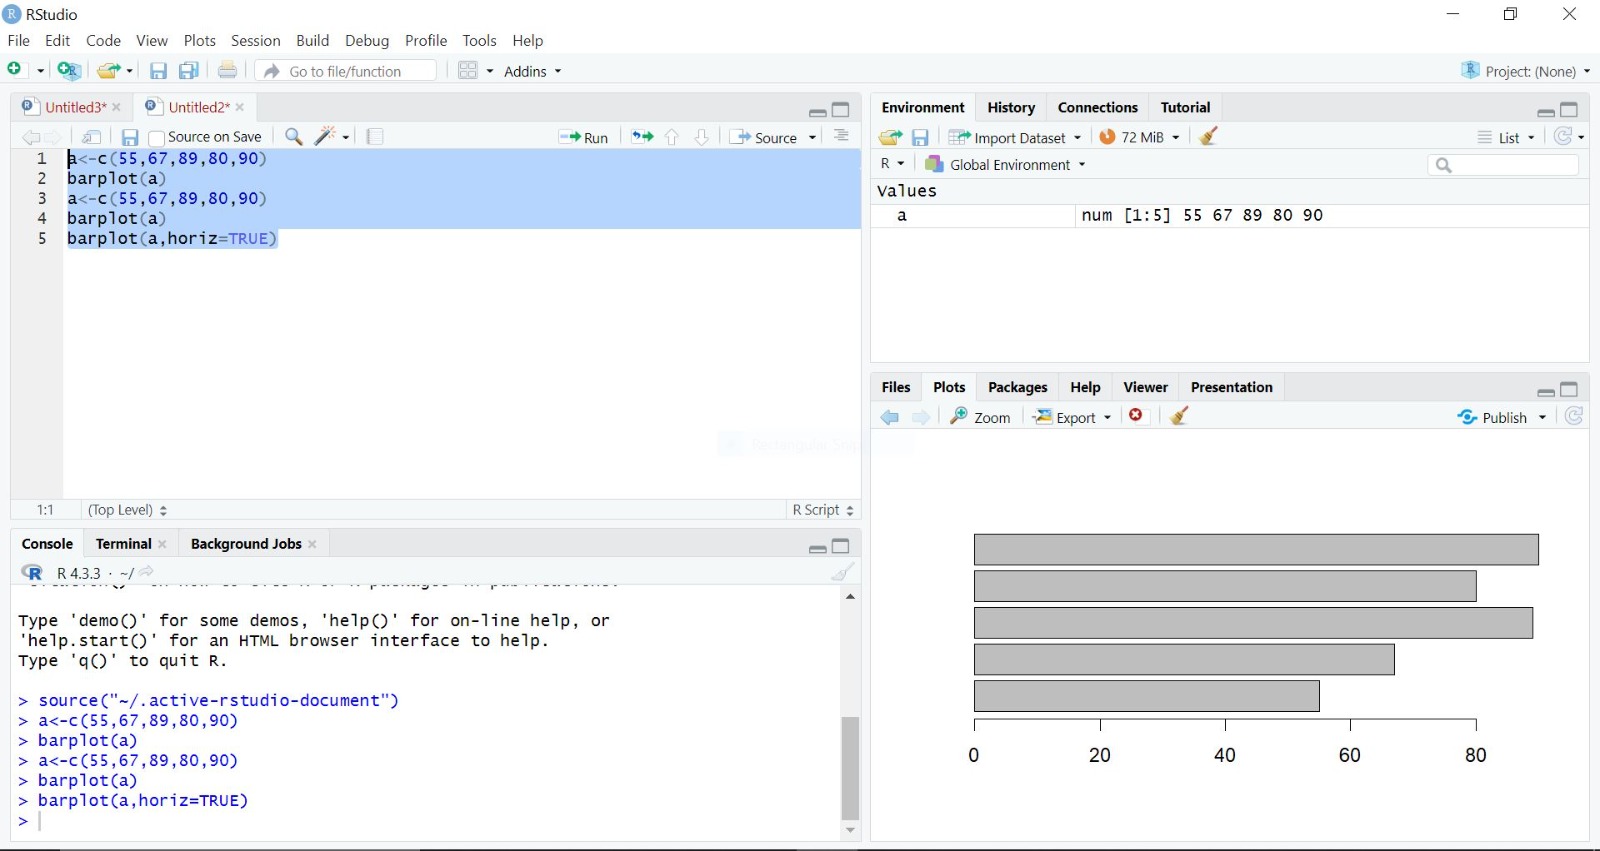 RStudio
File Edit Code View Plots Session Build Debug Profile Tools Help
Go to file/function Addins Project: (None)
Untitled3* Untitled2*
Source on Save Run Source
1 a<-c(55,67,89,80,90)
2 barplot(a)
3 a<-c(55,67,89,80,90)
4 barplot(a)
5 barplot(a,horiz=TRUE)
1:1 (Top Level) R Script
Console Terminal Background Jobs
R 4.3.3 · ~/
Type 'demo()' for some demos, 'help()' for on-line help, or
'help.start()' for an HTML browser interface to help.
Type 'q()' to quit R.
> source("~/.active-rstudio-document")
> a<-c(55,67,89,80,90)
> barplot(a)
> a<-c(55,67,89,80,90)
> barplot(a)
> barplot(a,horiz=TRUE)
>
Environment History Connections Tutorial
Import Dataset 72 MiB List
R Global Environment
Values
a num [1:5] 55 67 89 80 90
Files Plots Packages Help Viewer Presentation
Zoom Export Publish
0 20 40 60 80